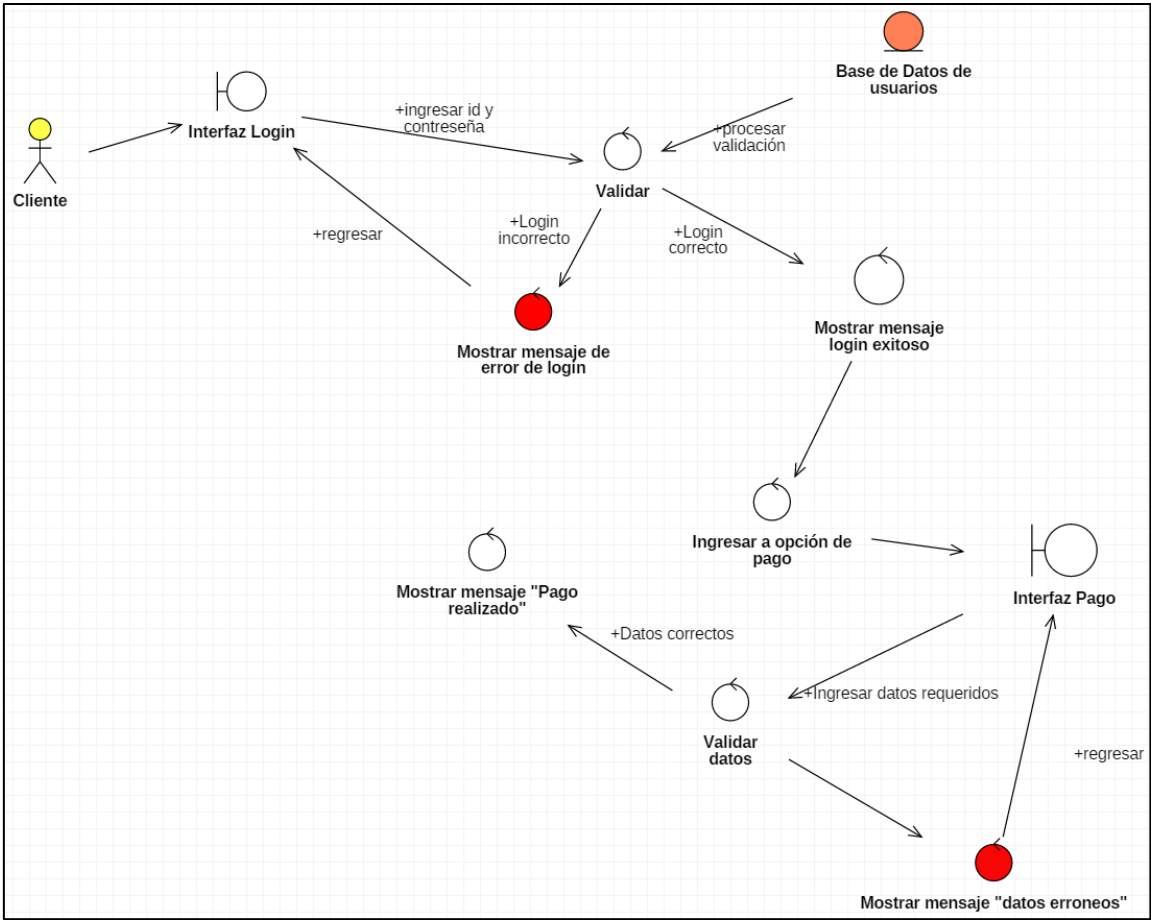 Base de Datos de
usuarios
Interfaz Login
+ingresar id y
contreseña
+procesar
validación
Cliente
Validar
+regresar
+Login
incorrecto
+Login
correcto
Mostrar mensaje de
error de login
Mostrar mensaje
login exitoso
Ingresar a opción de
pago
Mostrar mensaje "Pago
realizado"
Interfaz Pago
+Datos correctos
+Ingresar datos requeridos
Validar
datos
+regresar
Mostrar mensaje "datos erroneos"